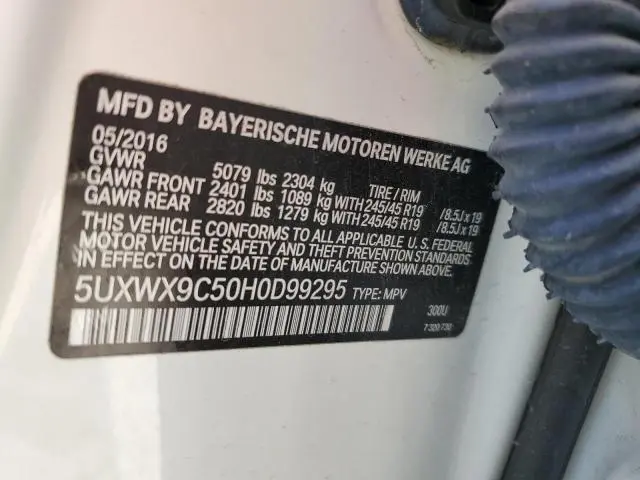 MFD BY BAYERISCHE MOTOREN WERKE AG
05/2016
GVWR 5079 lbs 2304 kg TIRE / RIM
GAWR FRONT 2401 lbs 1089 kg WITH 245/45 R19 /8.5J x 19
GAWR REAR 2820 lbs 1279 kg WITH 245/45 R19 /8.5J x 19
THIS VEHICLE CONFORMS TO ALL APPLICABLE U. S. FEDERAL
MOTOR VEHICLE SAFETY AND THEFT PREVENTION STANDARDS
IN EFFECT ON THE DATE OF MANUFACTURE SHOWN ABOVE.
5UXWX9C50H0D99295 TYPE: MPV
300U
7 320 730